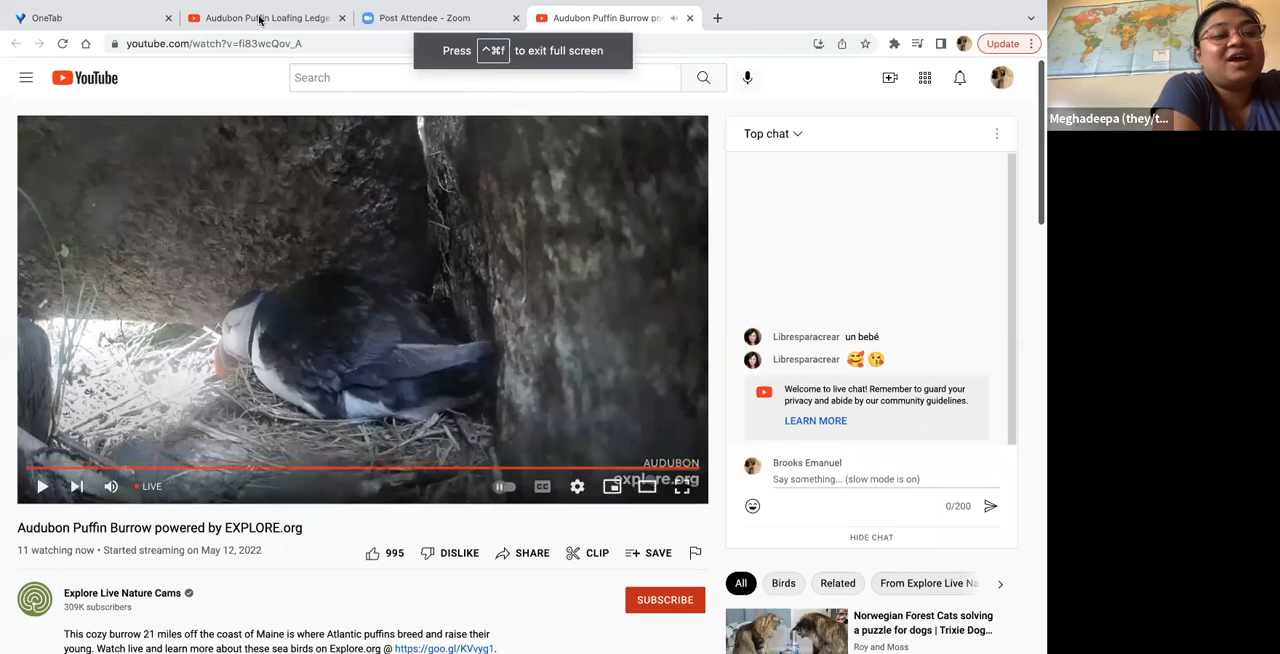 OneTab
Audubon Puffin Loafing Ledge
Post Attendee - Zoom
Audubon Puffin Burrow po
Press ^⌘f to exit full screen
youtube.com/watch?v=fi83wcQov_A
Update
YouTube
Search
Meghadeepa (they/t...
Top chat
AUDUBON
explore.org
LIVE
Libresparacrear un bebé
Libresparacrear 🥰 😘
Welcome to live chat! Remember to guard your
privacy and abide by our community guidelines.
LEARN MORE
Brooks Emanuel
Say something... (slow mode is on)
0/200
HIDE CHAT
Audubon Puffin Burrow powered by EXPLORE.org
11 watching now • Started streaming on May 12, 2022
995 DISLIKE SHARE CLIP SAVE
Explore Live Nature Cams
309K subscribers
SUBSCRIBE
This cozy burrow 21 miles off the coast of Maine is where Atlantic puffins breed and raise their
young. Watch live and learn more about these sea birds on Explore.org @ https://goo.gl/KVvyg1.
All Birds Related From Explore Live Na
Norwegian Forest Cats solving
a puzzle for dogs | Trixie Dog...
Roy and Moss